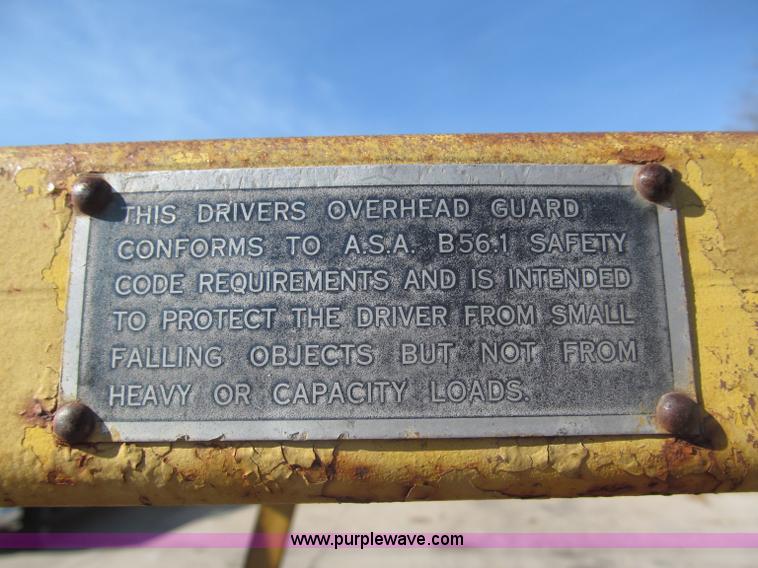 THIS DRIVERS OVERHEAD GUARD
CONFORMS TO A.S.A. B56.1 SAFETY
CODE REQUIREMENTS AND IS INTENDED
TO PROTECT THE DRIVER FROM SMALL
FALLING OBJECTS BUT NOT FROM
HEAVY OR CAPACITY LOADS.
www.purplewave.com